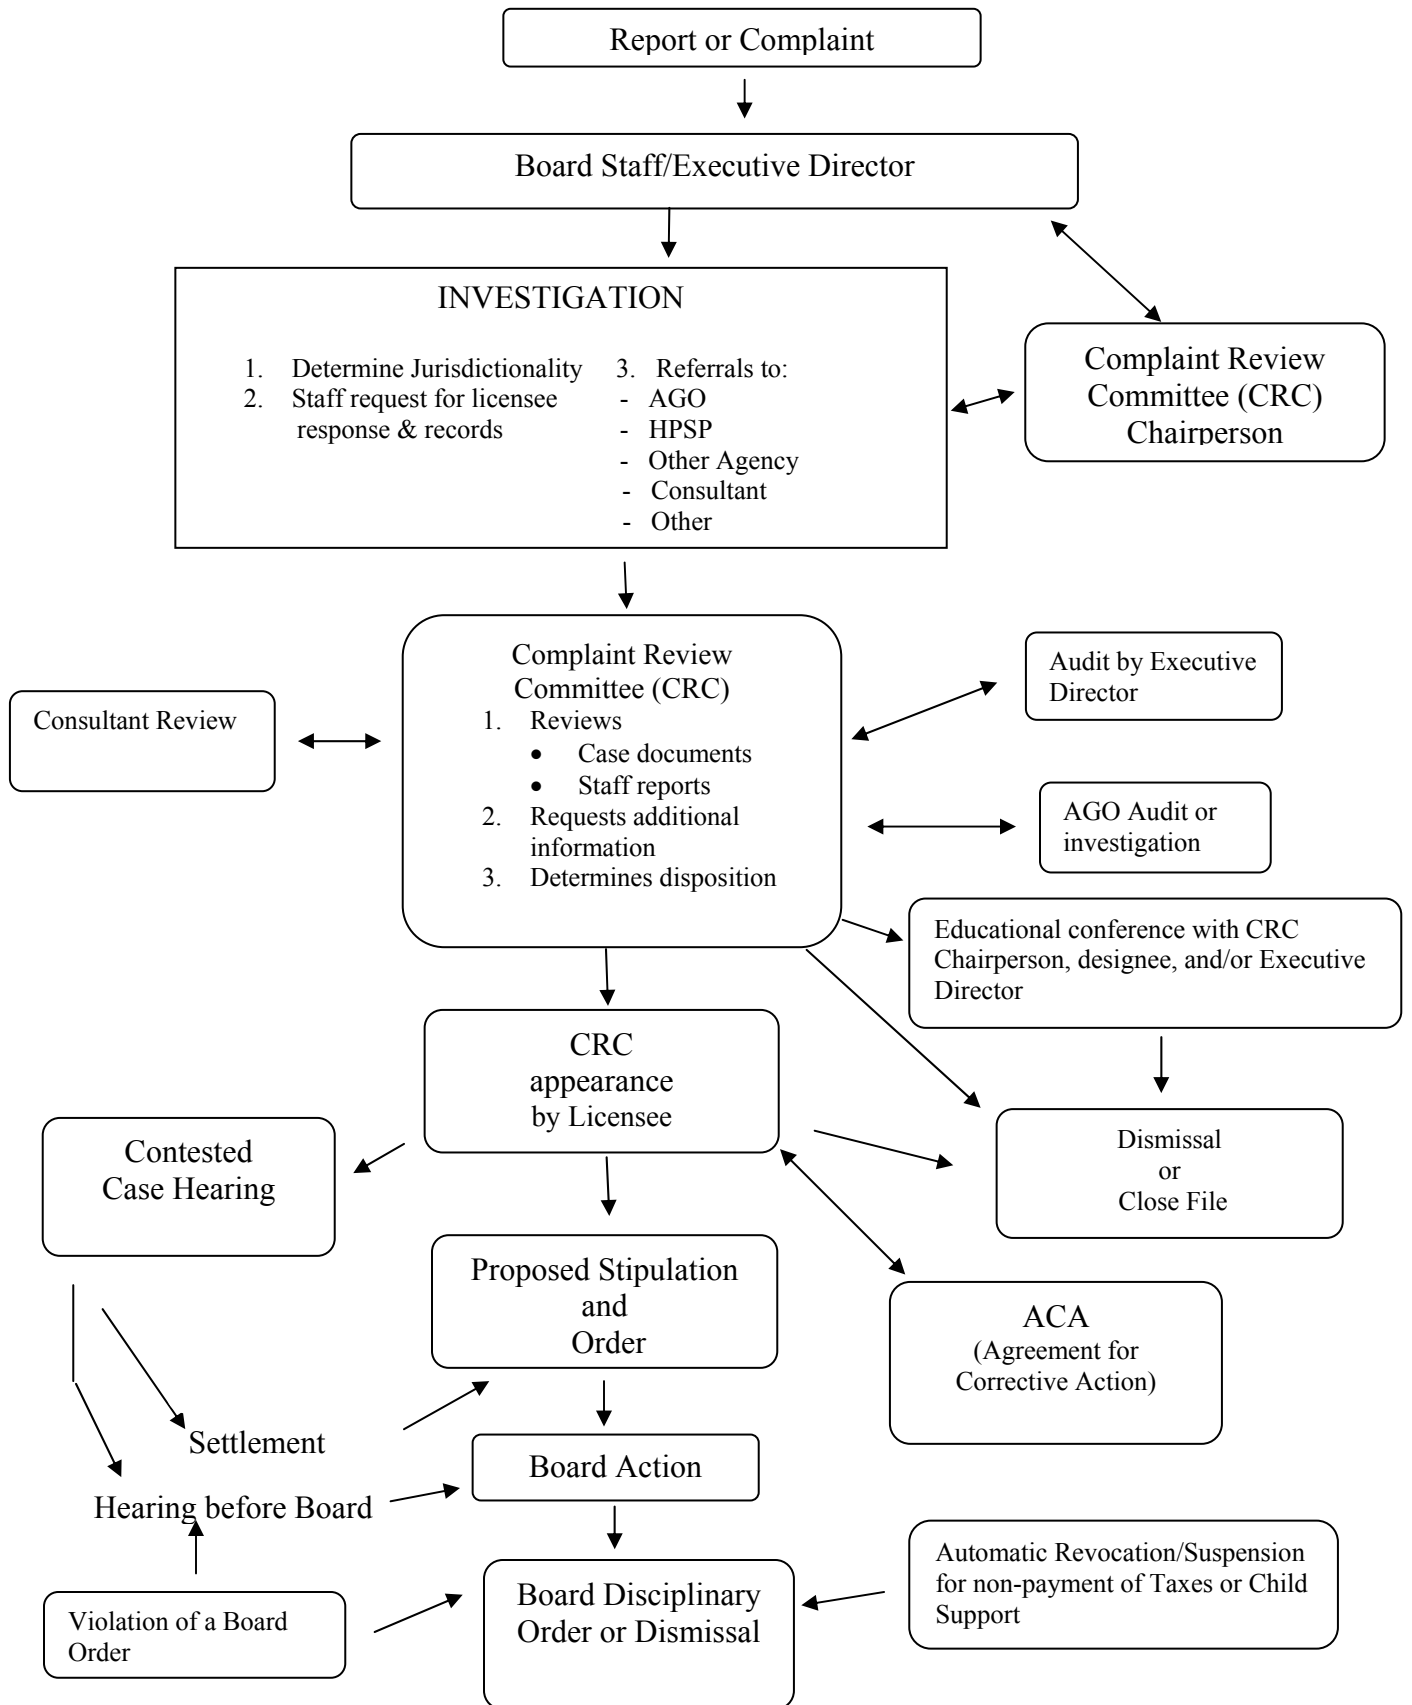 Report or Complaint
Board Staff/Executive Director
INVESTIGATION
1. Determine Jurisdictionality
2. Staff request for licensee
response & records
3. Referrals to:
- AGO
- HPSP
- Other Agency
- Consultant
- Other
Complaint Review
Committee (CRC)
Chairperson
Complaint Review
Committee (CRC)
1. Reviews
• Case documents
• Staff reports
2. Requests additional
information
3. Determines disposition
Consultant Review
Audit by Executive
Director
AGO Audit or
investigation
Educational conference with CRC
Chairperson, designee, and/or Executive
Director
CRC
appearance
by Licensee
Contested
Case Hearing
Dismissal
or
Close File
Proposed Stipulation
and
Order
ACA
(Agreement for
Corrective Action)
Settlement
Board Action
Hearing before Board
Automatic Revocation/Suspension
for non-payment of Taxes or Child
Support
Violation of a Board
Order
Board Disciplinary
Order or Dismissal